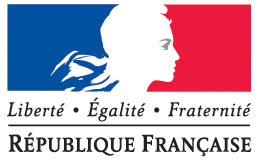 Liberté • Égalité • Fraternité
RÉPUBLIQUE FRANÇAISE